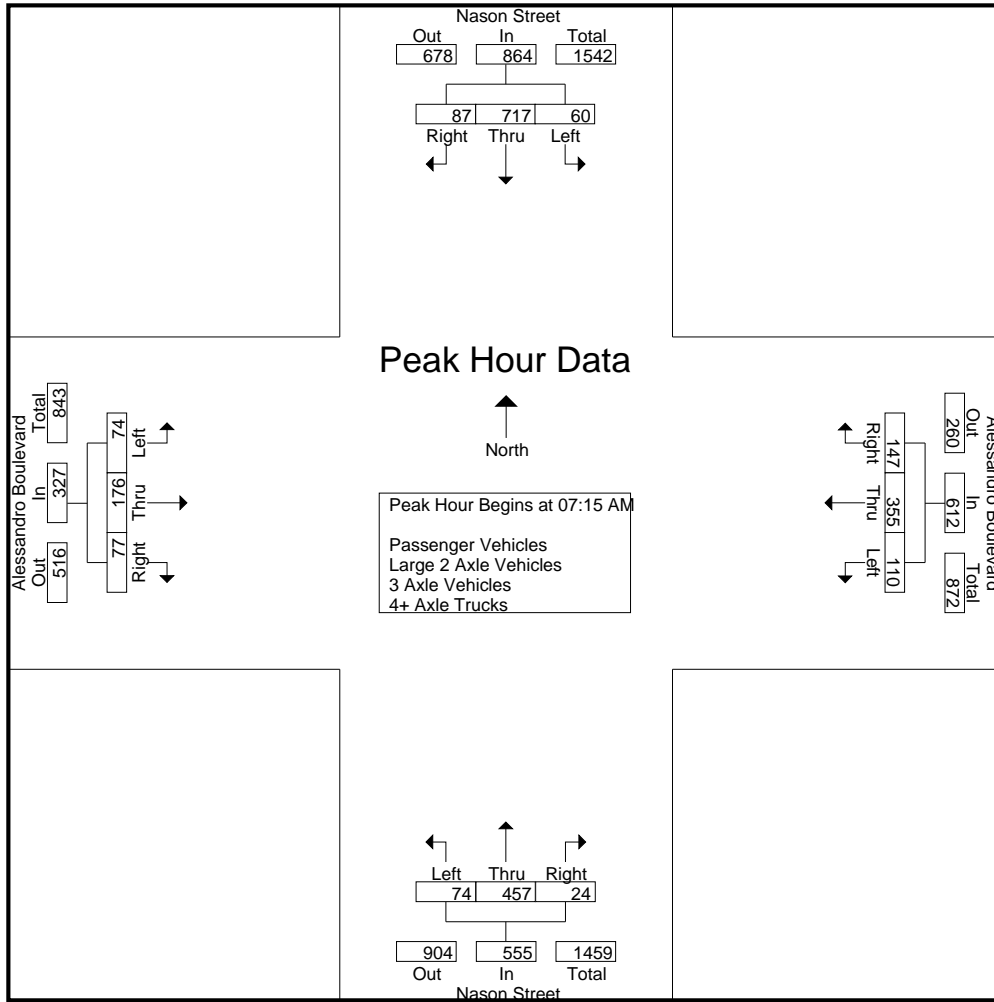 Nason Street
Out In Total
678 864 1542
87 717 60
Right Thru Left
Peak Hour Data
North
Peak Hour Begins at 07:15 AM
Passenger Vehicles
Large 2 Axle Vehicles
3 Axle Vehicles
4+ Axle Trucks
Alessandro Boulevard
Out In Total
516 327 843
Left Thru Right
74 176 77
Alessandro Boulevard
Out In Total
260 612 872
Right Thru Left
147 355 110
Left Thru Right
74 457 24
904 555 1459
Out In Total
Nason Street